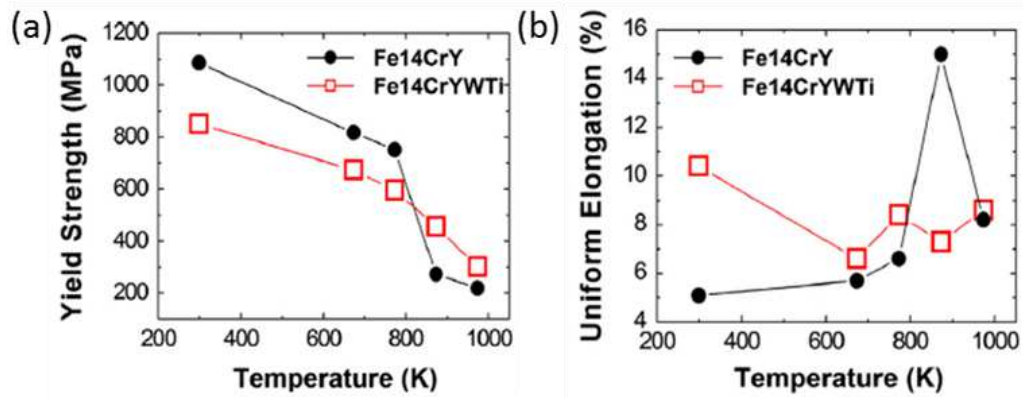 (a)
Yield Strength (MPa)
1200
1000
800
600
400
200
Fe14CrY
Fe14CrYWTi
200 400 600 800 1000
Temperature (K)
(b)
Uniform Elongation (%)
16
14
12
10
8
6
4
Fe14CrY
Fe14CrYWTi
200 400 600 800 1000
Temperature (K)